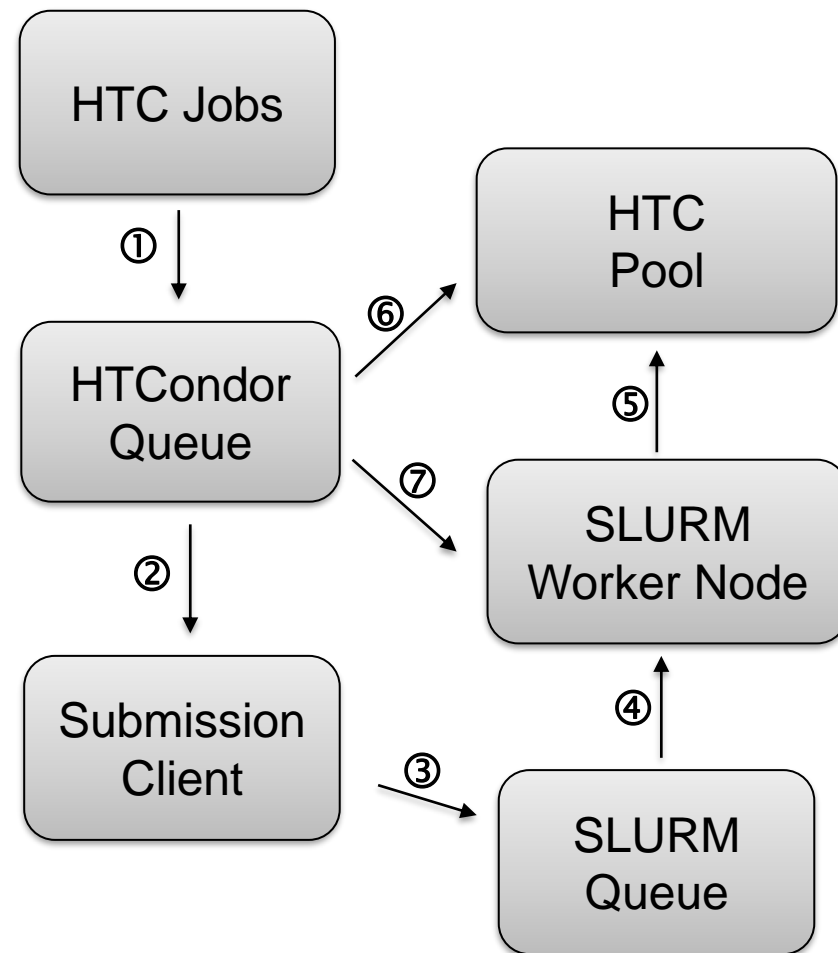 HTC Jobs
①
HTC
Pool
⑥
HTCondor
Queue
⑤
⑦
SLURM
Worker Node
②
Submission
Client
④
③
SLURM
Queue